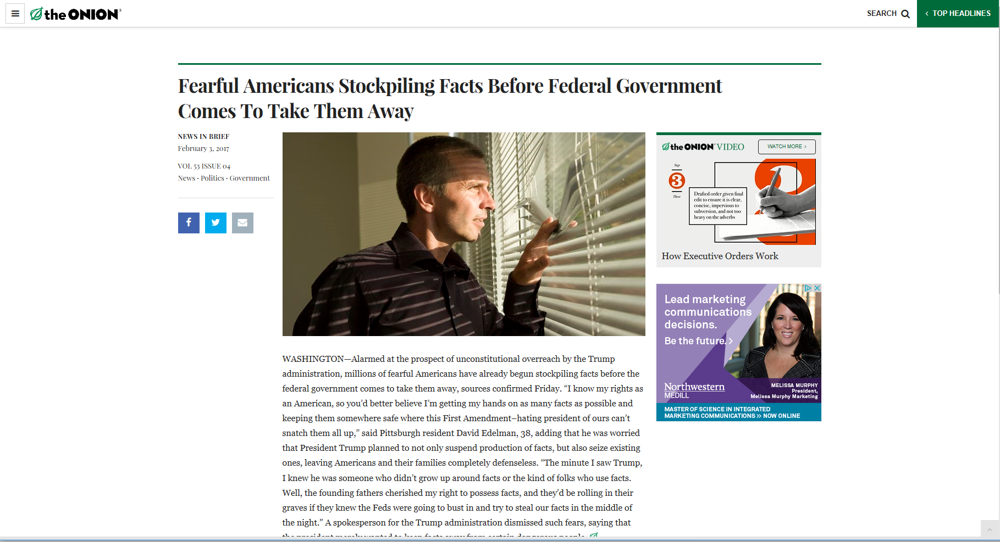 the ONION®
SEARCH
TOP HEADLINES
Fearful Americans Stockpiling Facts Before Federal Government
Comes To Take Them Away
NEWS IN BRIEF
February 3, 2017
VOL 53 ISSUE 04
News · Politics · Government
WASHINGTON—Alarmed at the prospect of unconstitutional overreach by the Trump
administration, millions of fearful Americans have already begun stockpiling facts before the
federal government comes to take them away, sources confirmed Friday. “I know my rights as
an American, so you’d better believe I’m getting my hands on as many facts as possible and
keeping them somewhere safe where this First Amendment–hating president of ours can’t
snatch them all up,” said Pittsburgh resident David Edelman, 38, adding that he was worried
that President Trump planned to not only suspend production of facts, but also seize existing
ones, leaving Americans and their families completely defenseless. “The minute I saw Trump,
I knew he was someone who didn’t grow up around facts or the kind of folks who use facts.
Well, the founding fathers cherished my right to possess facts, and they’d be rolling in their
graves if they knew the Feds were going to bust in and try to steal our facts in the middle of
the night.” A spokesperson for the Trump administration dismissed such fears, saying that
the president merely wanted to keep facts away from certain dangerous people.
the ONION® VIDEO
WATCH MORE ›
Step
3
Three
Drafted order given final
edit to ensure it is clear,
concise, impervious to
subversion, and not too
heavy on the adverbs
How Executive Orders Work
Lead marketing
communications
decisions.
Be the future. >
Northwestern
MEDILL
MELISSA MURPHY
President,
Melissa Murphy Marketing
MASTER OF SCIENCE IN INTEGRATED
MARKETING COMMUNICATIONS >> NOW ONLINE